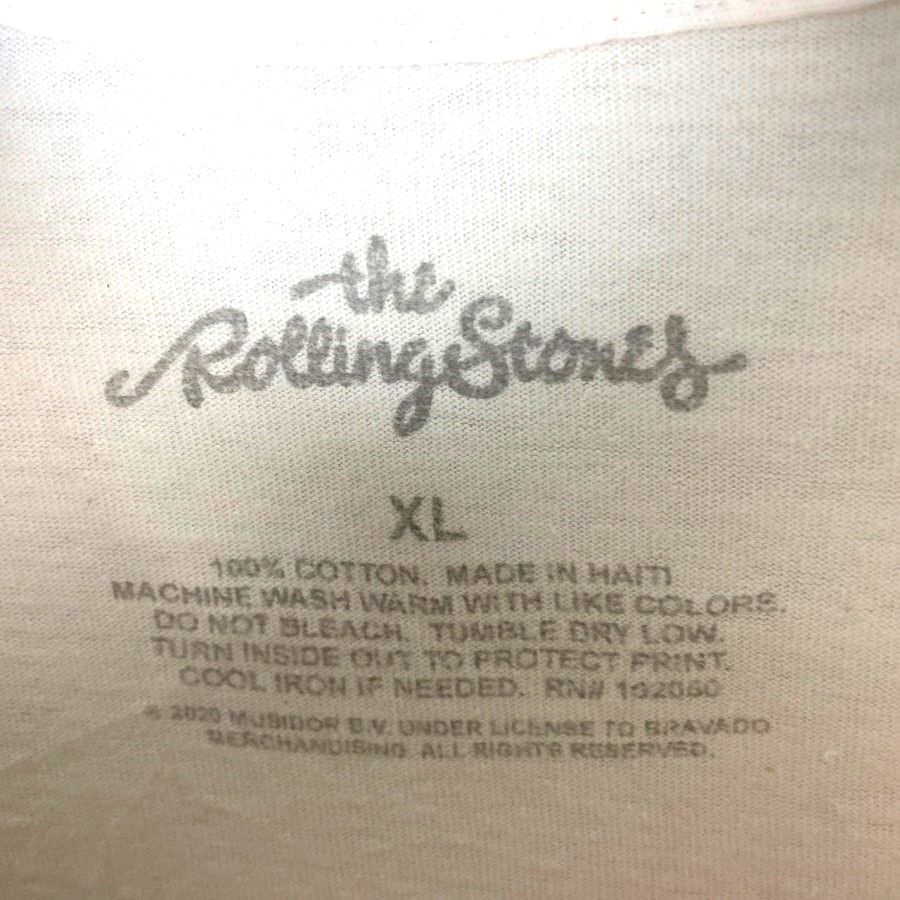 the
Rolling Stones
XL
100% COTTON. MADE IN HAITI
MACHINE WASH WARM WITH LIKE COLORS.
DO NOT BLEACH. TUMBLE DRY LOW.
TURN INSIDE OUT TO PROTECT PRINT.
COOL IRON IF NEEDED. RN# 102060
© 2020 MUSIDOR B.V. UNDER LICENSE TO BRAVADO
MERCHANDISING. ALL RIGHTS RESERVED.